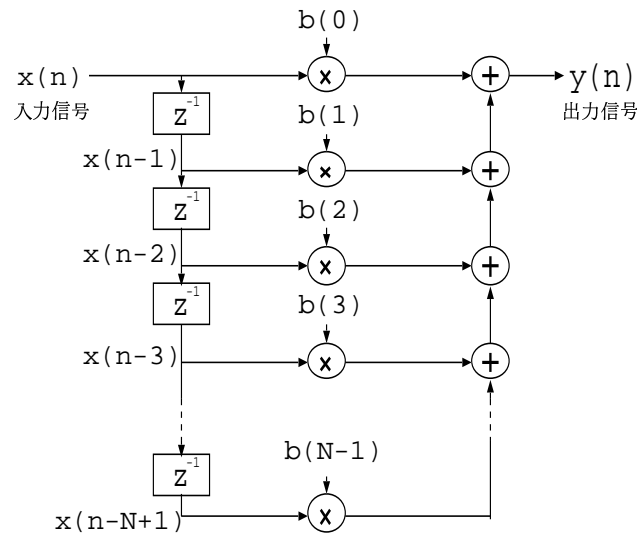 b(0)
x(n) × + y(n)
入力信号 Z⁻¹ 出力信号
b(1)
x(n-1) × +
Z⁻¹
b(2)
x(n-2) × +
Z⁻¹
b(3)
x(n-3) × +
b(N-1)
Z⁻¹
x(n-N+1) ×